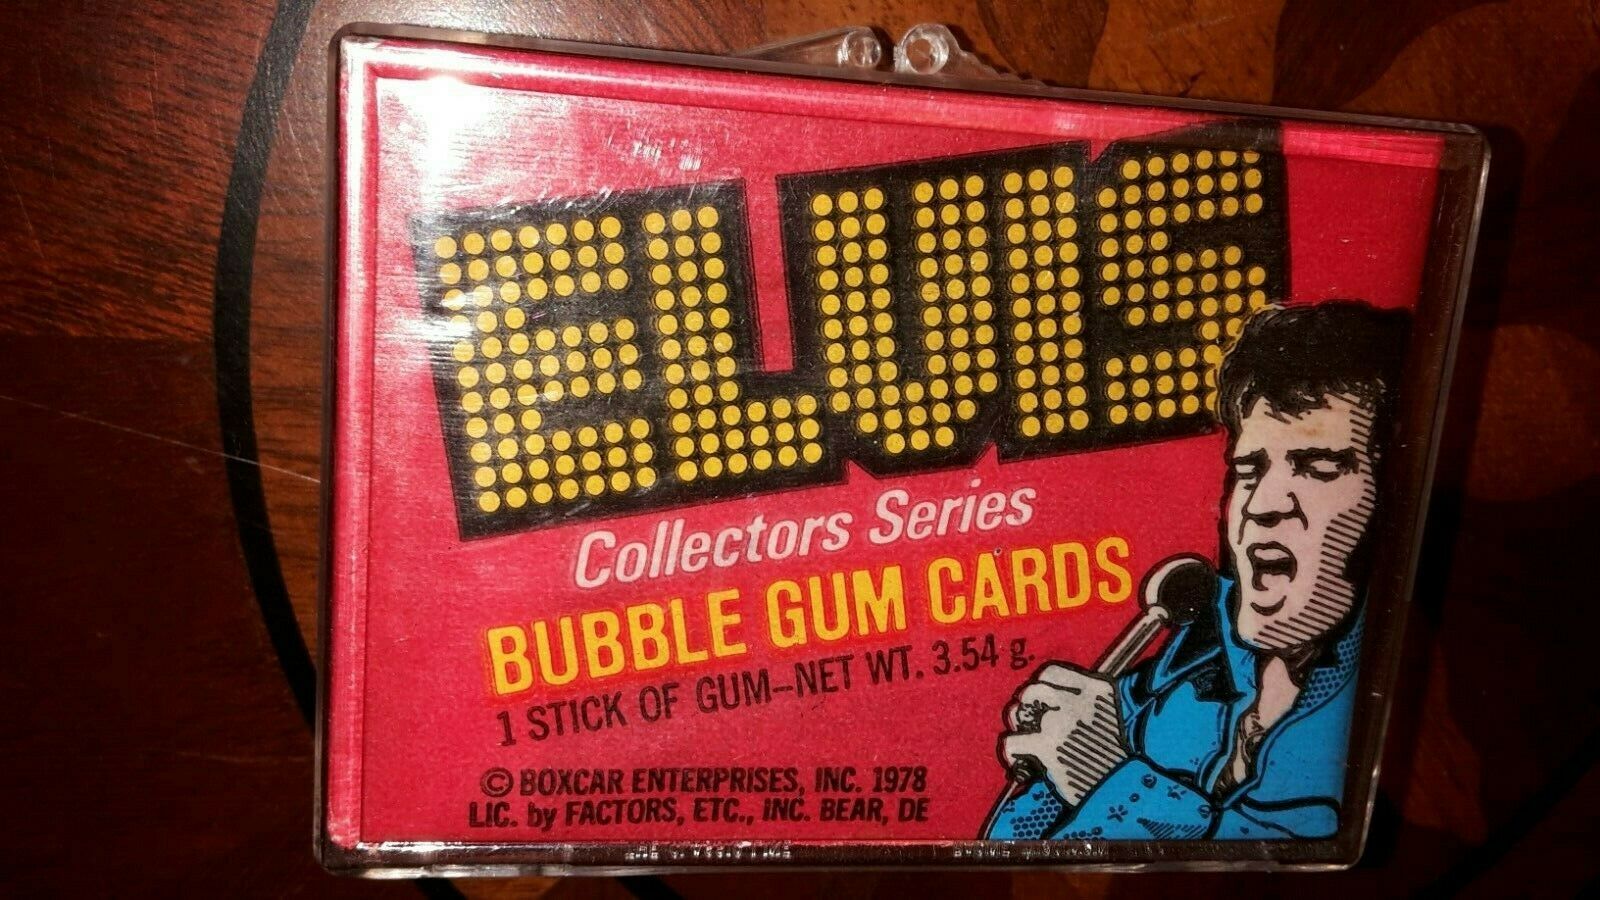 ELVIS
Collectors Series
BUBBLE GUM CARDS
1 STICK OF GUM-NET WT. 3.54 g.
© BOXCAR ENTERPRISES, INC. 1978
LIC. by FACTORS, ETC., INC. BEAR, DE